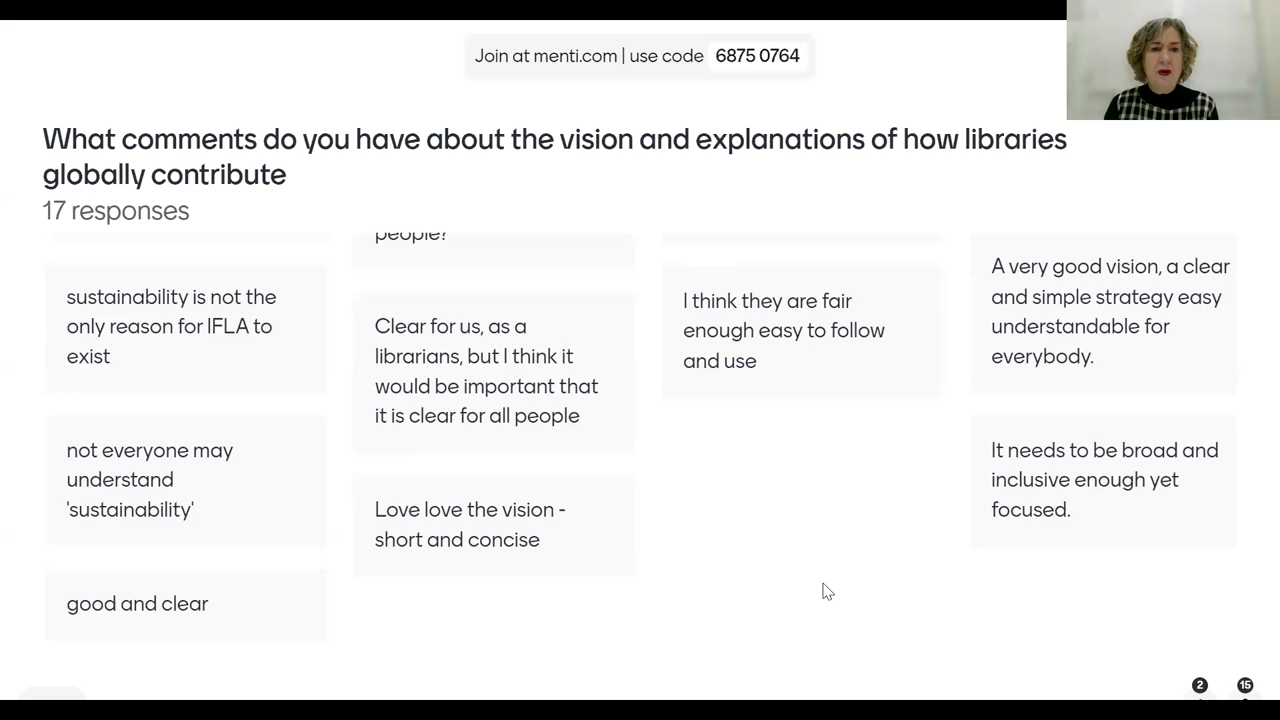 Join at menti.com | use code 6875 0764
What comments do you have about the vision and explanations of how libraries
globally contribute
17 responses
sustainability is not the
only reason for IFLA to
exist
not everyone may
understand
'sustainability'
good and clear
people?
Clear for us, as a
librarians, but I think it
would be important that
it is clear for all people
Love love the vision -
short and concise
I think they are fair
enough easy to follow
and use
A very good vision, a clear
and simple strategy easy
understandable for
everybody.
It needs to be broad and
inclusive enough yet
focused.
2
15